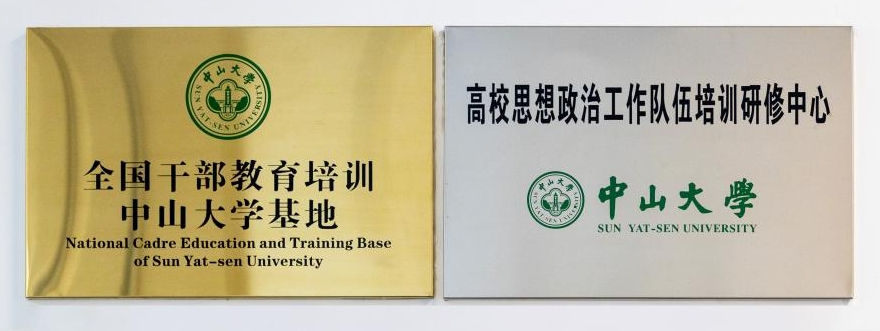 中山大學
SUN YAT-SEN UNIVERSITY
全国干部教育培训
中山大学基地
National Cadre Education and Training Base
of Sun Yat-sen University
高校思想政治工作队伍培训研修中心
中山大學
SUN YAT-SEN UNIVERSITY
中山大學
SUN YAT-SEN UNIVERSITY